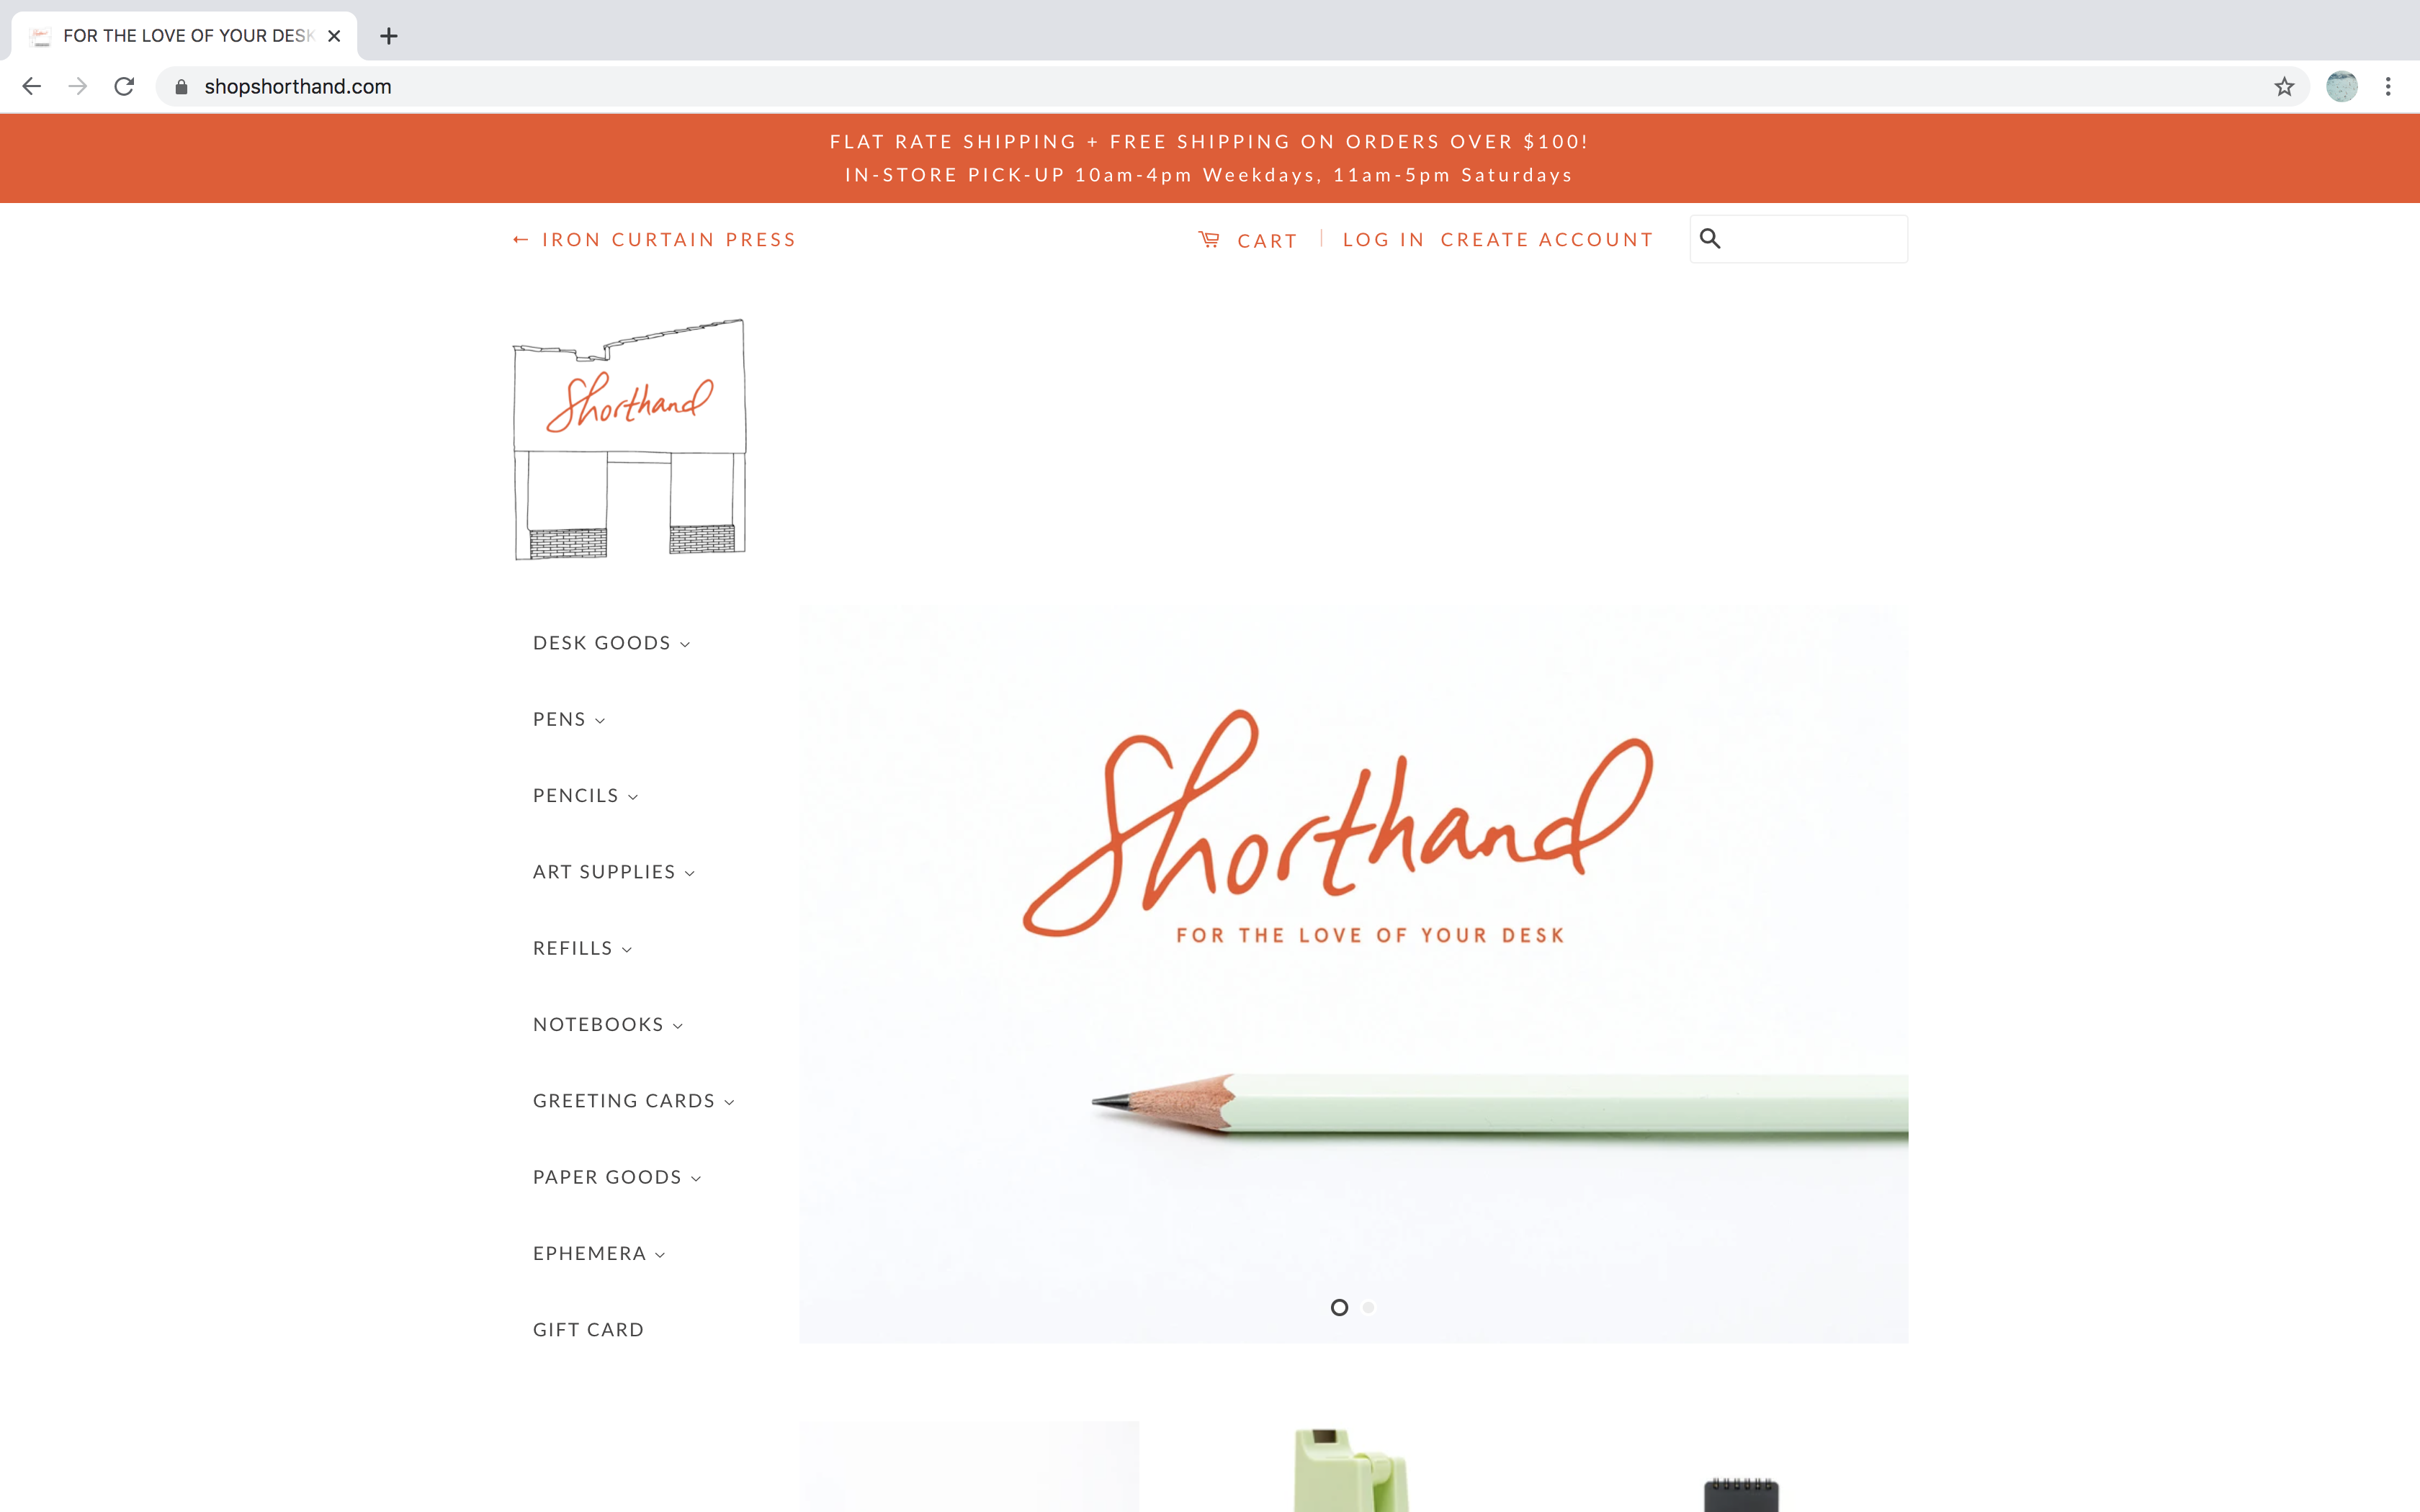 FOR THE LOVE OF YOUR DESK
shopshorthand.com
FLAT RATE SHIPPING + FREE SHIPPING ON ORDERS OVER $100!
IN-STORE PICK-UP 10am-4pm Weekdays, 11am-5pm Saturdays
← IRON CURTAIN PRESS
CART | LOG IN CREATE ACCOUNT
Shorthand
DESK GOODS
PENS
PENCILS
ART SUPPLIES
REFILLS
NOTEBOOKS
GREETING CARDS
PAPER GOODS
EPHEMERA
GIFT CARD
Shorthand
FOR THE LOVE OF YOUR DESK